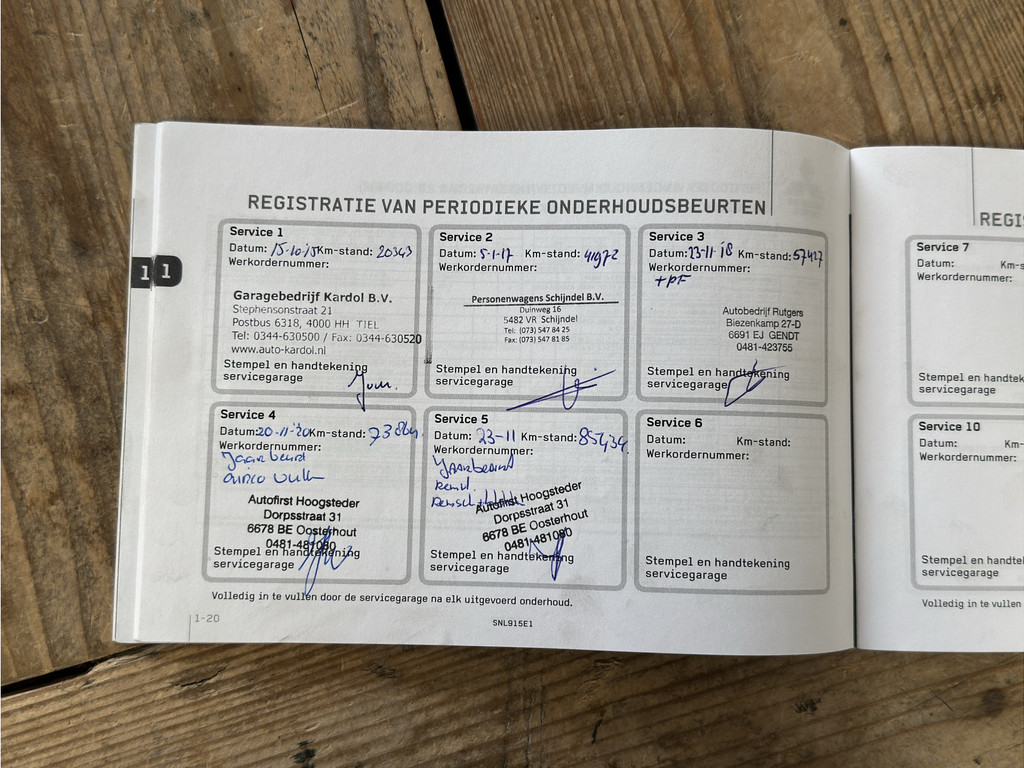 REGISTRATIE VAN PERIODIEKE ONDERHOUDSBEURTEN
Service 1
Datum: 15-10-'15 Km-stand: 20343
Werkordernummer:
Garagebedrijf Kardol B.V.
Stephensonstraat 21
Postbus 6318, 4000 HH TIEL
Tel: 0344-630500 / Fax: 0344-630520
www.auto-kardol.nl
Stempel en handtekening
servicegarage
Service 2
Datum: 5-1-17 Km-stand: 41972
Werkordernummer:
Personenwagens Schijndel B.V.
Duinweg 16
5482 VR Schijndel
Tel: (073) 547 84 25
Fax: (073) 547 81 85
Stempel en handtekening
servicegarage
Service 3
Datum: 23-11-'18 Km-stand: 57427
Werkordernummer:
+PF
Autobedrijf Rutgers
Biezenkamp 27-D
6691 EJ GENDT
0481-423755
Stempel en handtekening
servicegarage
Service 4
Datum: 20-11-'20 Km-stand:
Werkordernummer:
Jaarbeurt
Autofirst Hoogsteder
Dorpsstraat 31
6678 BE Oosterhout
0481-481080
Stempel en handtekening
servicegarage
Service 5
Datum: 23-11 Km-stand: 85434
Werkordernummer:
Jaarbeurt
Autofirst Hoogsteder
Dorpsstraat 31
6678 BE Oosterhout
0481-481080
Stempel en handtekening
servicegarage
Service 6
Datum: Km-stand:
Werkordernummer:
Stempel en handtekening
servicegarage
Volledig in te vullen door de servicegarage na elk uitgevoerd onderhoud.
1-20
SNL915E1
1 1
REGIS
Service 7
Datum: Km-s
Werkordernummer:
Stempel en handteke
servicegarage
Service 10
Datum: Km-
Werkordernummer:
Stempel en handteke
servicegarage
Volledig in te vullen